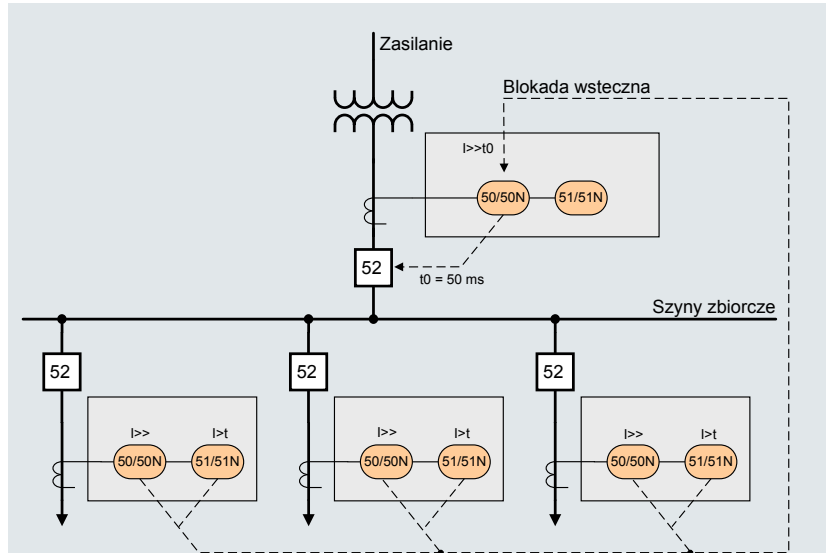 Zasilanie
Blokada wsteczna
I>>t0
50/50N
51/51N
52
t0 = 50 ms
Szyny zbiorcze
52
52
52
I>>
I>t
I>>
I>t
I>>
I>t
50/50N
51/51N
50/50N
51/51N
50/50N
51/51N